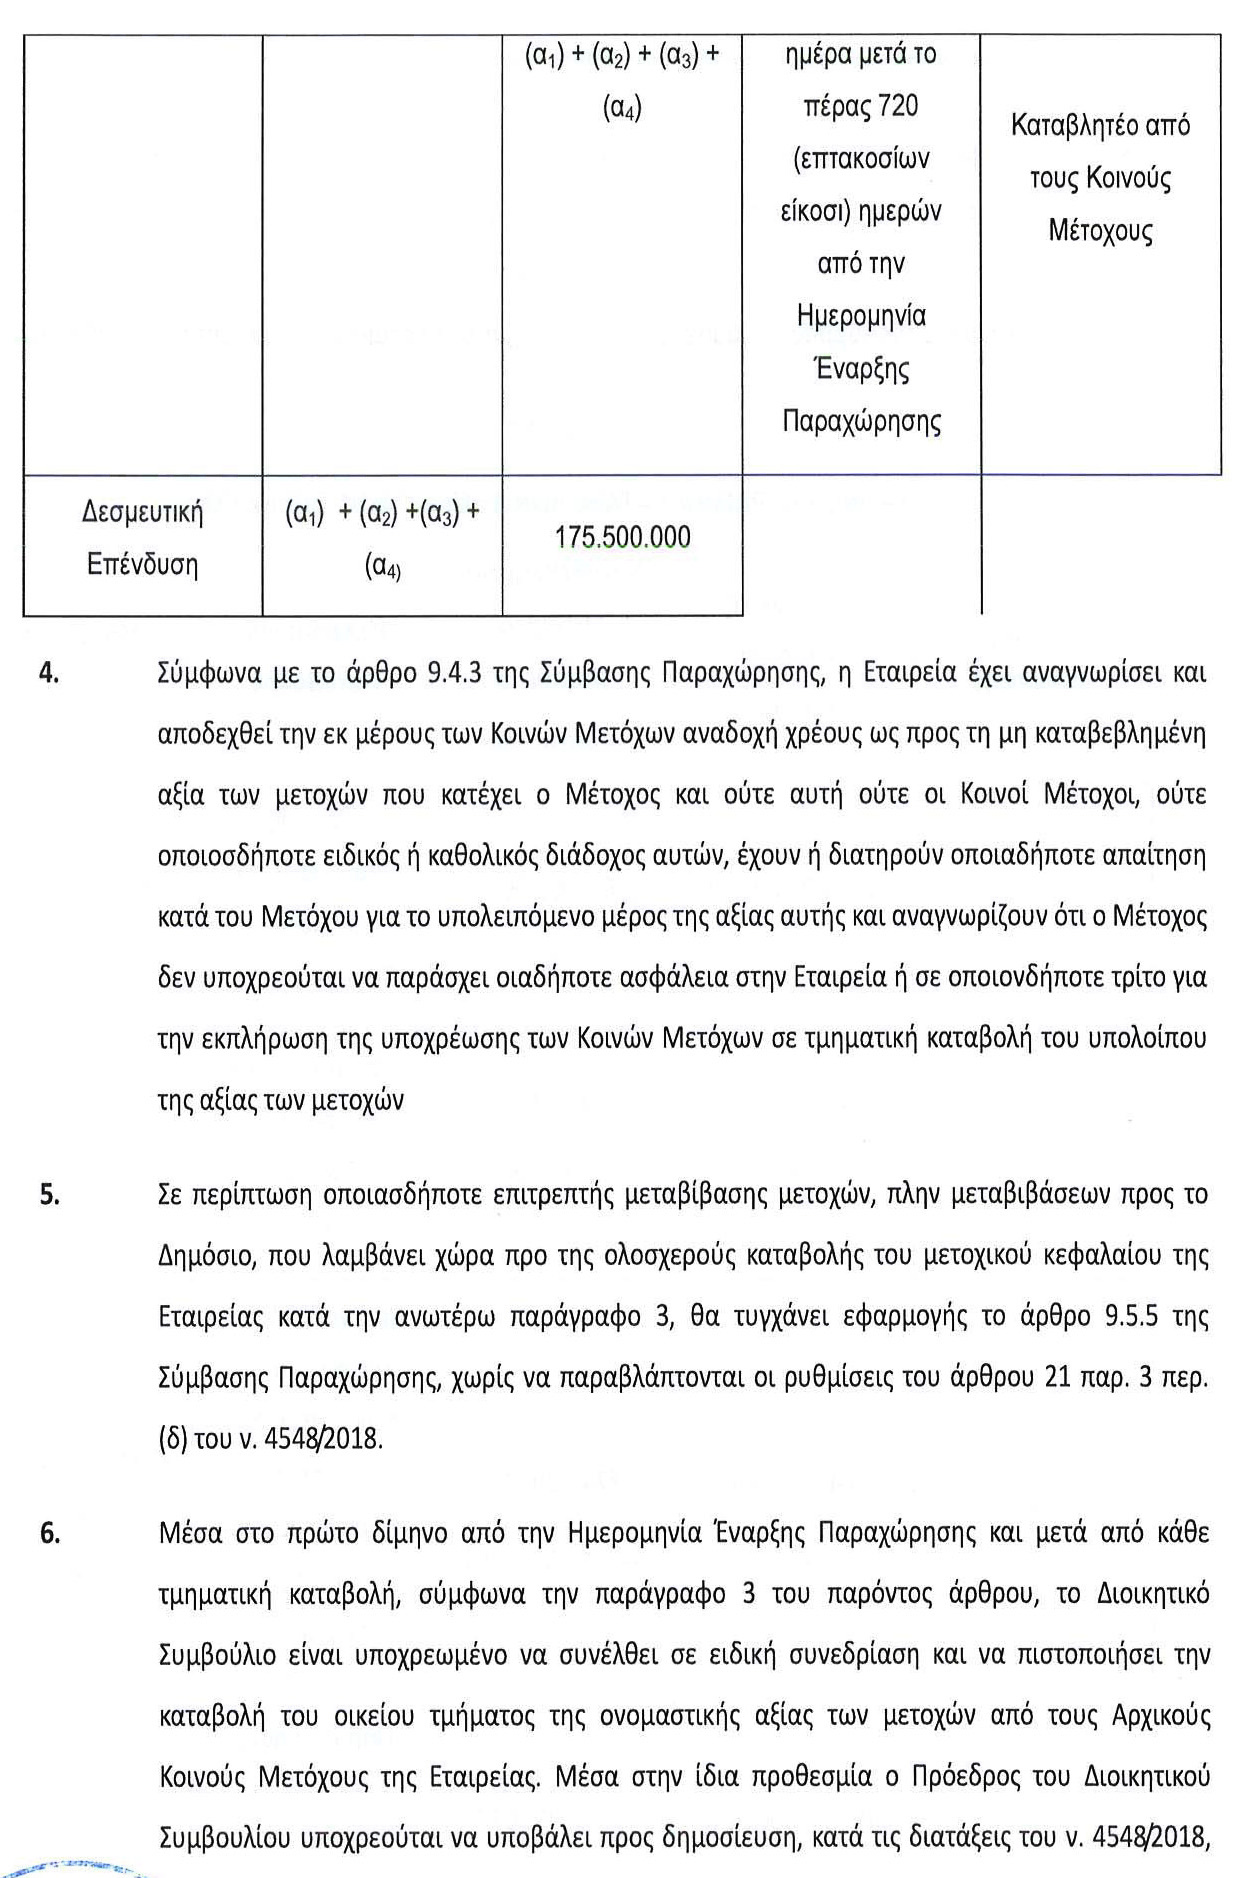 (α1) + (α2) + (α3) +
(α4)
ημέρα μετά το
πέρας 720
(επτακοσίων
είκοσι) ημερών
από την
Ημερομηνία
Έναρξης
Παραχώρησης
Καταβλητέο από
τους Κοινούς
Μέτοχους
Δεσμευτική
Επένδυση
(α1) + (α2) +(α3) +
(α4)
175.500.000
4. Σύμφωνα με το άρθρο 9.4.3 της Σύμβασης Παραχώρησης, η Εταιρεία έχει αναγνωρίσει και
αποδεχθεί την εκ μέρους των Κοινών Μετόχων αναδοχή χρέους ως προς τη μη καταβεβλημένη
αξία των μετοχών που κατέχει ο Μέτοχος και ούτε αυτή ούτε οι Κοινοί Μέτοχοι, ούτε
οποιοσδήποτε ειδικός ή καθολικός διάδοχος αυτών, έχουν ή διατηρούν οποιαδήποτε απαίτηση
κατά του Μετόχου για το υπολειπόμενο μέρος της αξίας αυτής και αναγνωρίζουν ότι ο Μέτοχος
δεν υποχρεούται να παράσχει οιαδήποτε ασφάλεια στην Εταιρεία ή σε οποιονδήποτε τρίτο για
την εκπλήρωση της υποχρέωσης των Κοινών Μετόχων σε τμηματική καταβολή του υπολοίπου
της αξίας των μετοχών
5. Σε περίπτωση οποιασδήποτε επιτρεπτής μεταβίβασης μετοχών, πλην μεταβιβάσεων προς το
Δημόσιο, που λαμβάνει χώρα προ της ολοσχερούς καταβολής του μετοχικού κεφαλαίου της
Εταιρείας κατά την ανωτέρω παράγραφο 3, θα τυγχάνει εφαρμογής το άρθρο 9.5.5 της
Σύμβασης Παραχώρησης, χωρίς να παραβλάπτονται οι ρυθμίσεις του άρθρου 21 παρ. 3 περ.
(δ) του ν. 4548/2018.
6. Μέσα στο πρώτο δίμηνο από την Ημερομηνία Έναρξης Παραχώρησης και μετά από κάθε
τμηματική καταβολή, σύμφωνα την παράγραφο 3 του παρόντος άρθρου, το Διοικητικό
Συμβούλιο είναι υποχρεωμένο να συνέλθει σε ειδική συνεδρίαση και να πιστοποιήσει την
καταβολή του οικείου τμήματος της ονομαστικής αξίας των μετοχών από τους Αρχικούς
Κοινούς Μετόχους της Εταιρείας. Μέσα στην ίδια προθεσμία ο Πρόεδρος του Διοικητικού
Συμβουλίου υποχρεούται να υποβάλει προς δημοσίευση, κατά τις διατάξεις του ν. 4548/2018,